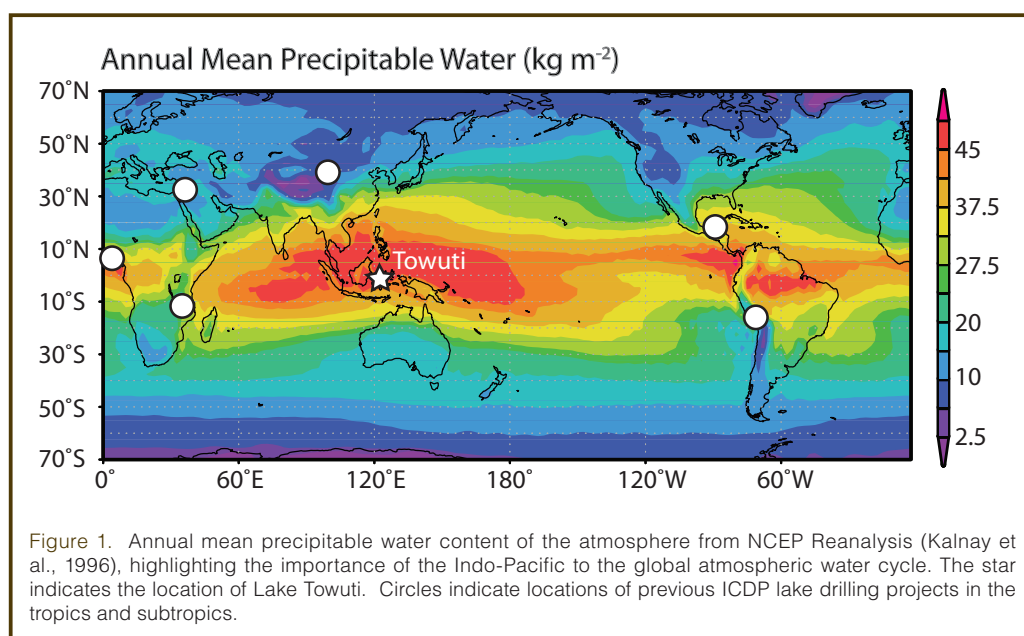 Annual Mean Precipitable Water (kg m⁻²)
70˚N
50˚N
30˚N
10˚N
10˚S
30˚S
50˚S
70˚S
Towuti
0˚
60˚E
120˚E
180
120˚W
60˚W
45
37.5
27.5
20
10
2.5
Figure 1. Annual mean precipitable water content of the atmosphere from NCEP Reanalysis (Kalnay et
al., 1996), highlighting the importance of the Indo-Pacific to the global atmospheric water cycle. The star
indicates the location of Lake Towuti. Circles indicate locations of previous ICDP lake drilling projects in the
tropics and subtropics.